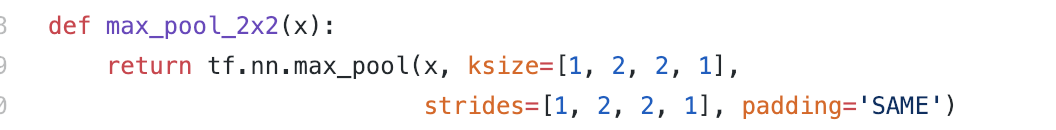 def max_pool_2x2(x):
return tf.nn.max_pool(x, ksize=[1, 2, 2, 1],
strides=[1, 2, 2, 1], padding='SAME')